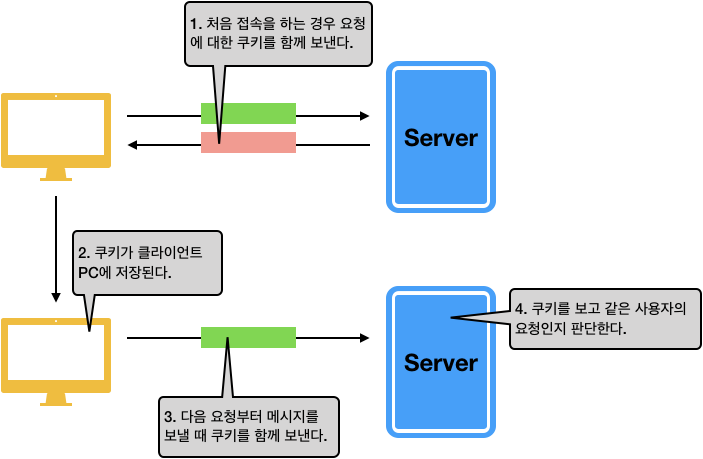 1. 처음 접속을 하는 경우 요청
에 대한 쿠키를 함께 보낸다.
Server
2. 쿠키가 클라이언트
PC에 저장된다.
4. 쿠키를 보고 같은 사용자의
요청인지 판단한다.
Server
3. 다음 요청부터 메시지를
보낼 때 쿠키를 함께 보낸다.